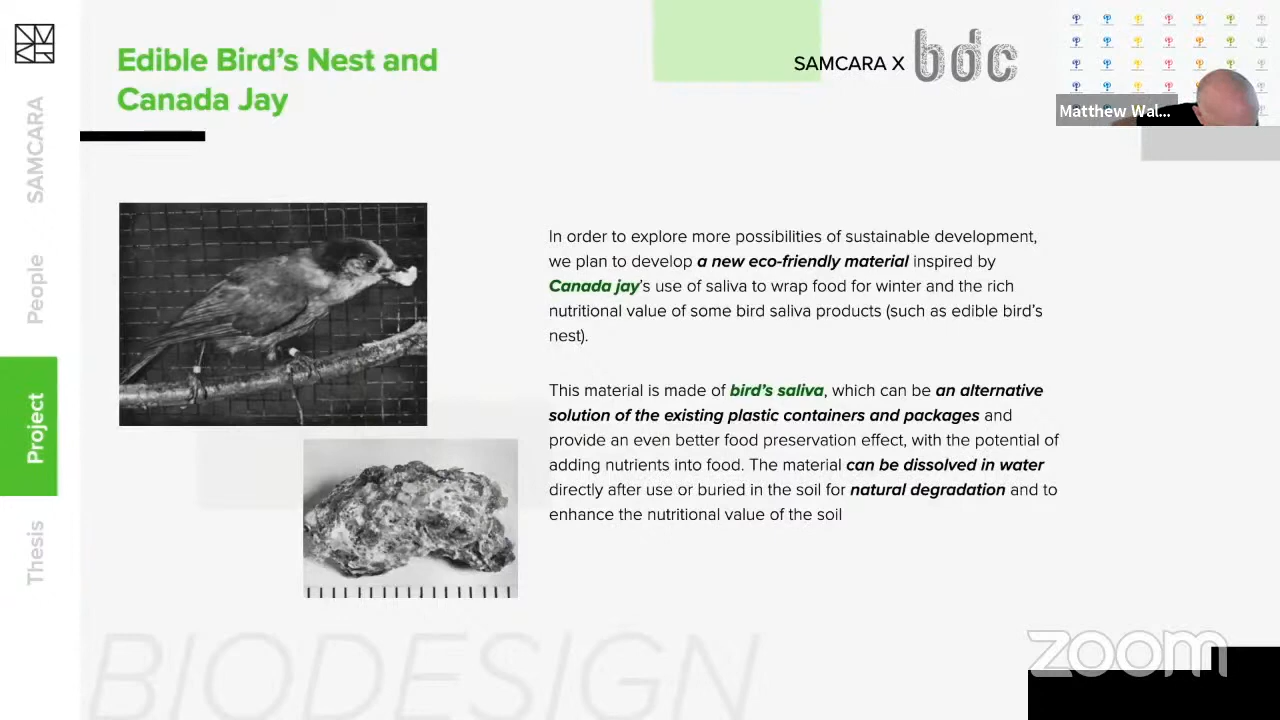 SAMCARA
People
Project
Thesis
Edible Bird's Nest and
Canada Jay
SAMCARA X bdc
Matthew Wal...
In order to explore more possibilities of sustainable development,
we plan to develop a new eco-friendly material inspired by
Canada jay's use of saliva to wrap food for winter and the rich
nutritional value of some bird saliva products (such as edible bird's
nest).
This material is made of bird's saliva, which can be an alternative
solution of the existing plastic containers and packages and
provide an even better food preservation effect, with the potential of
adding nutrients into food. The material can be dissolved in water
directly after use or buried in the soil for natural degradation and to
enhance the nutritional value of the soil
BIODESIGN
zoom